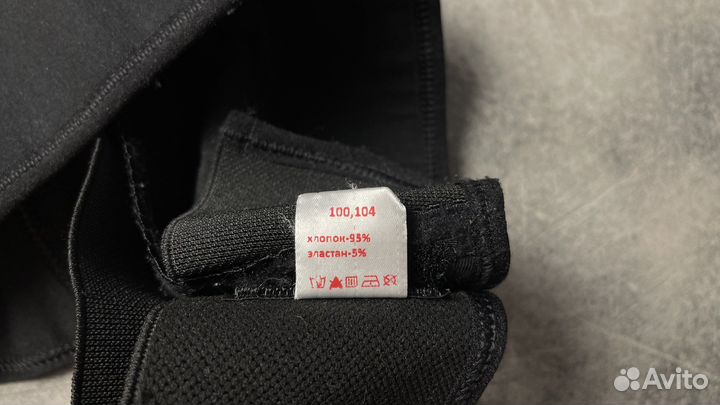 100,104
хлопок-95%
эластан-5%
Avito